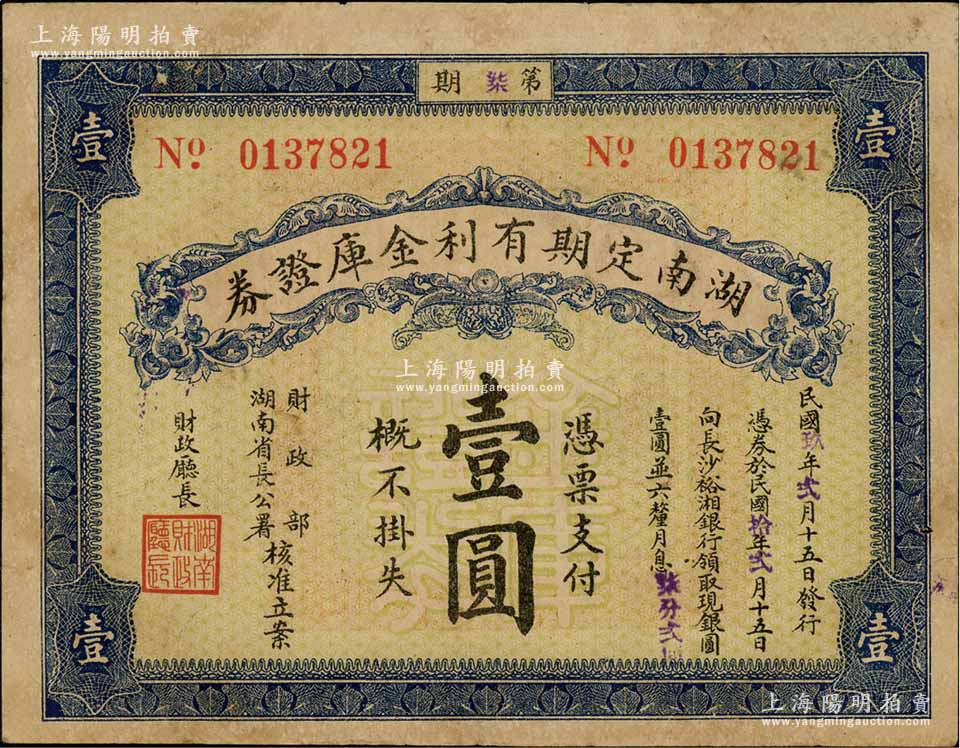 上海陽明拍賣
www.yangmingauction.com
第柒期
壹
壹
No 0137821
No 0137821
湖南定期有利金庫證券
民國玖年弍月十五日發行
憑券於民國拾年弍月十五日
向長沙裕湘銀行領取現銀圓
壹圓並六釐月息柒分弍
憑票支付
壹圓
概不掛失
財政部
湖南省長公署
核准立案
財政廳長
湖南財政廳長
上海陽明拍賣
www.yangmingauction.com
壹
壹
上海陽明拍賣
www.yangmingauction.com